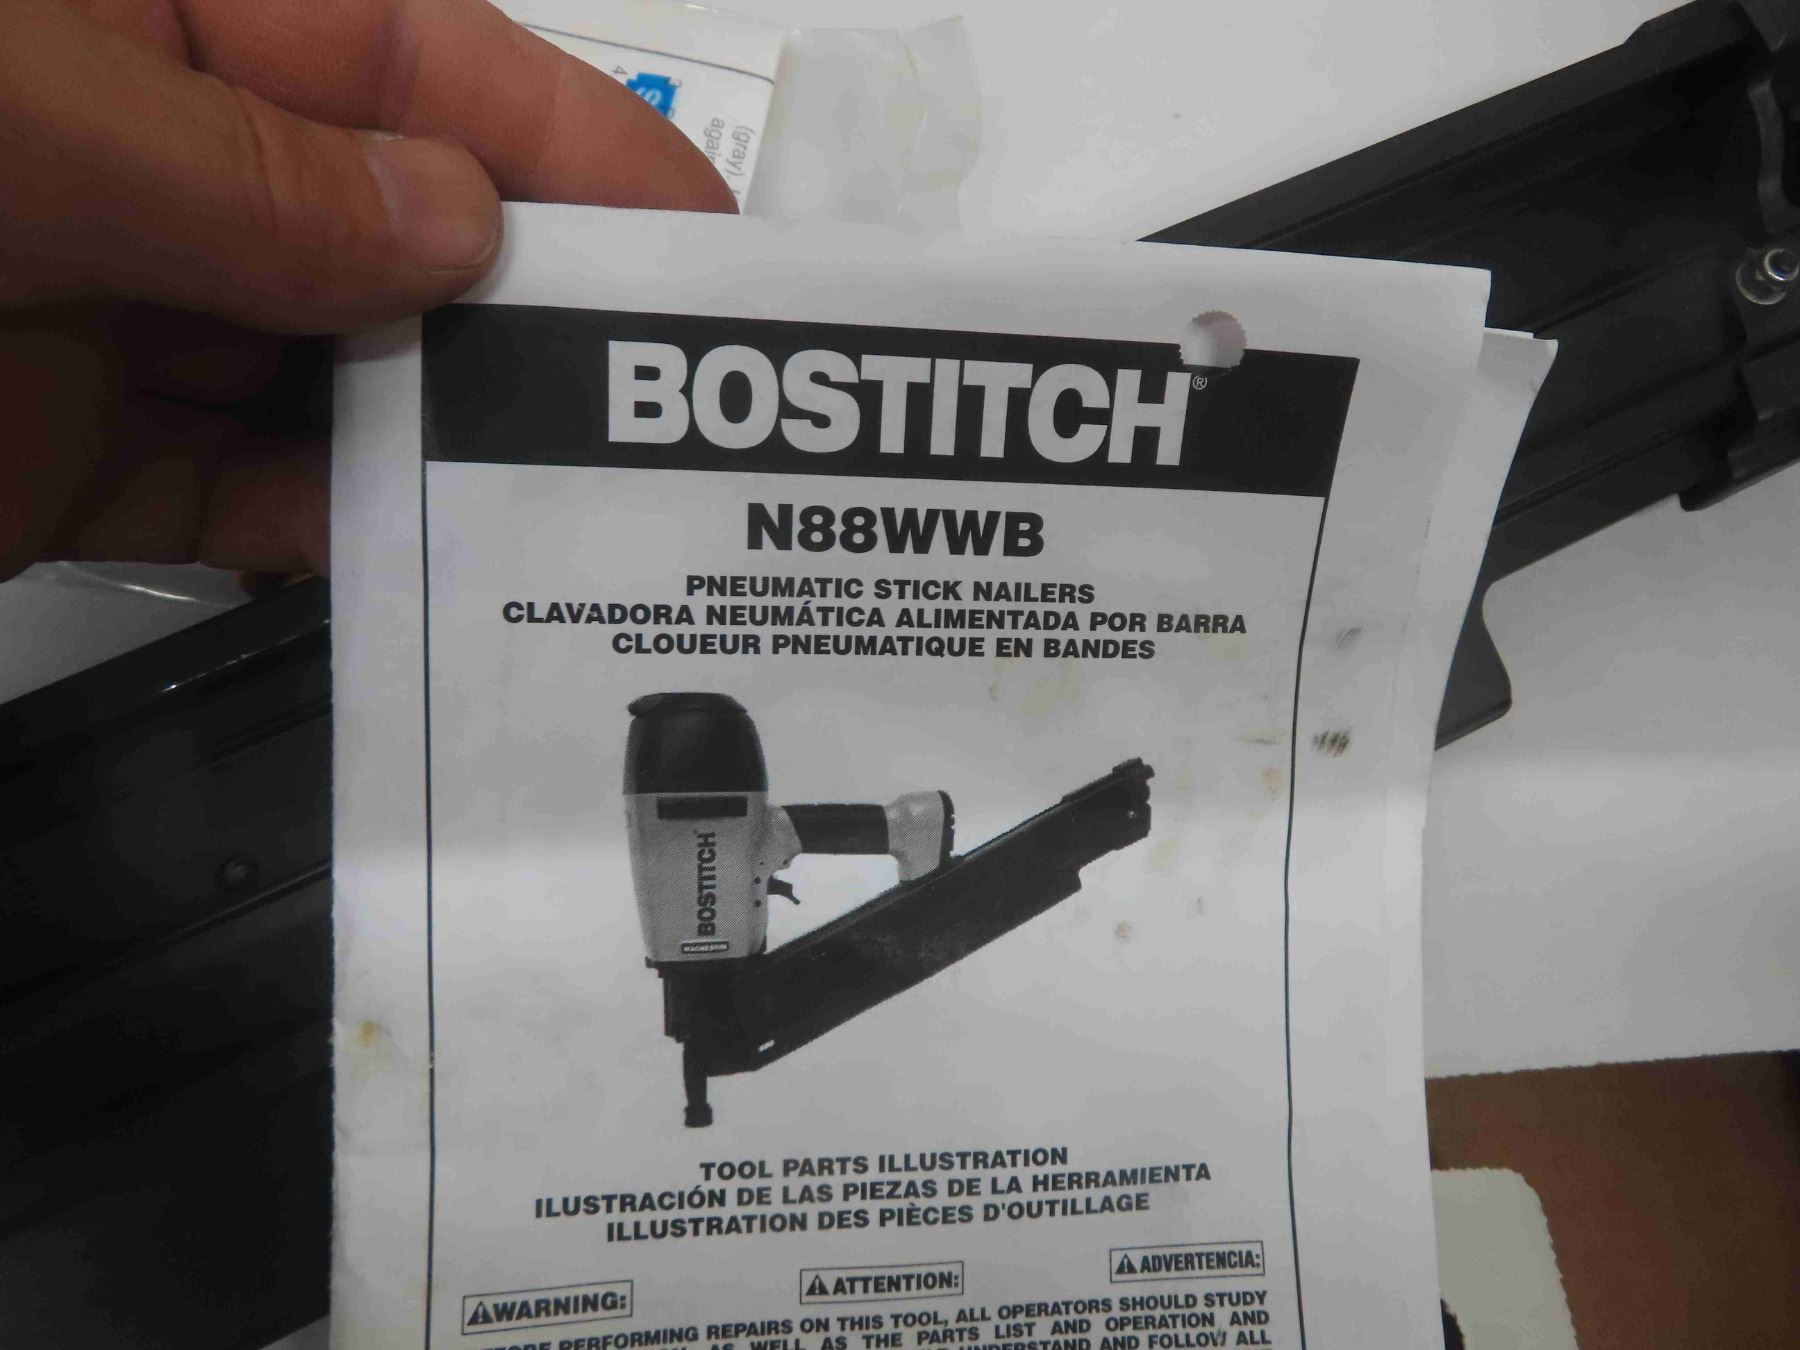 (gray).
BOSTITCH®
N88WWB
PNEUMATIC STICK NAILERS
CLAVADORA NEUMÁTICA ALIMENTADA POR BARRA
CLOUEUR PNEUMATIQUE EN BANDES
BOSTITCH
MAGNESIUM
TOOL PARTS ILLUSTRATION
ILUSTRACIÓN DE LAS PIEZAS DE LA HERRAMIENTA
ILLUSTRATION DES PIÈCES D'OUTILLAGE
⚠WARNING:
⚠ATTENTION:
⚠ADVERTENCIA:
PERFORMING REPAIRS ON THIS TOOL, ALL OPERATORS SHOULD STUDY
AS WELL AS THE PARTS LIST AND OPERATION AND
UNDERSTAND AND FOLLOW ALL